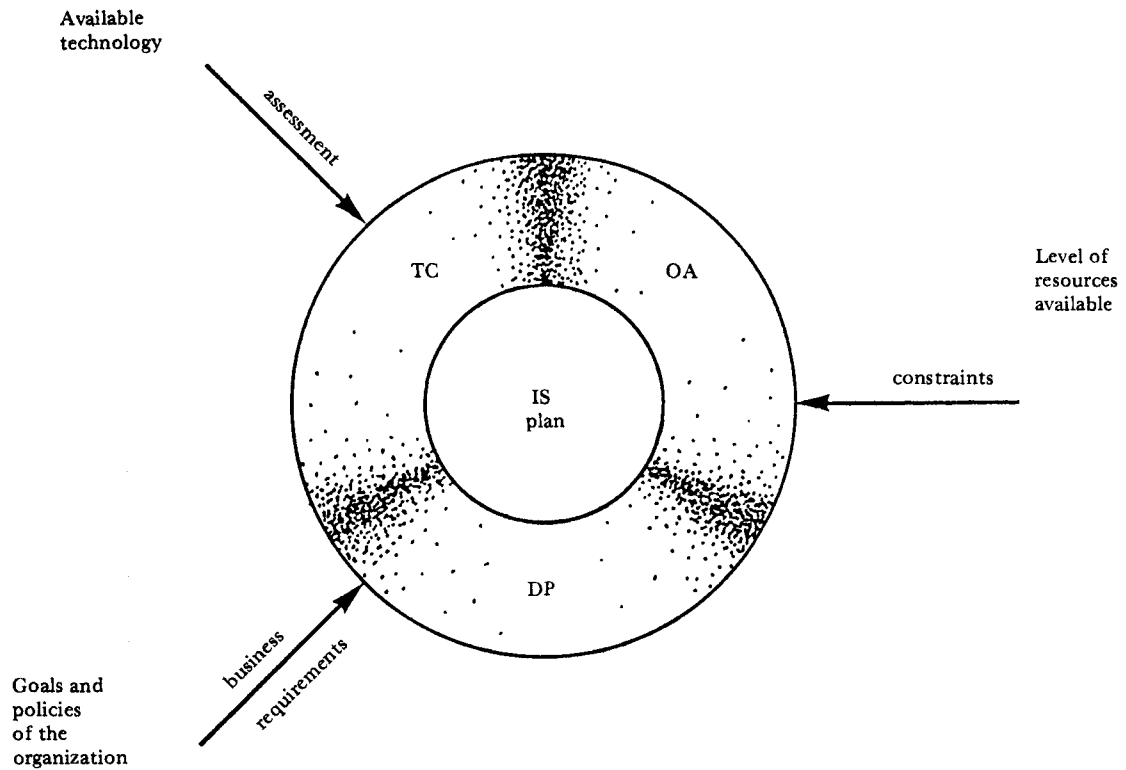 Available
technology
assessment
TC
OA
Level of
resources
available
constraints
IS
plan
DP
business
requirements
Goals and
policies
of the
organization